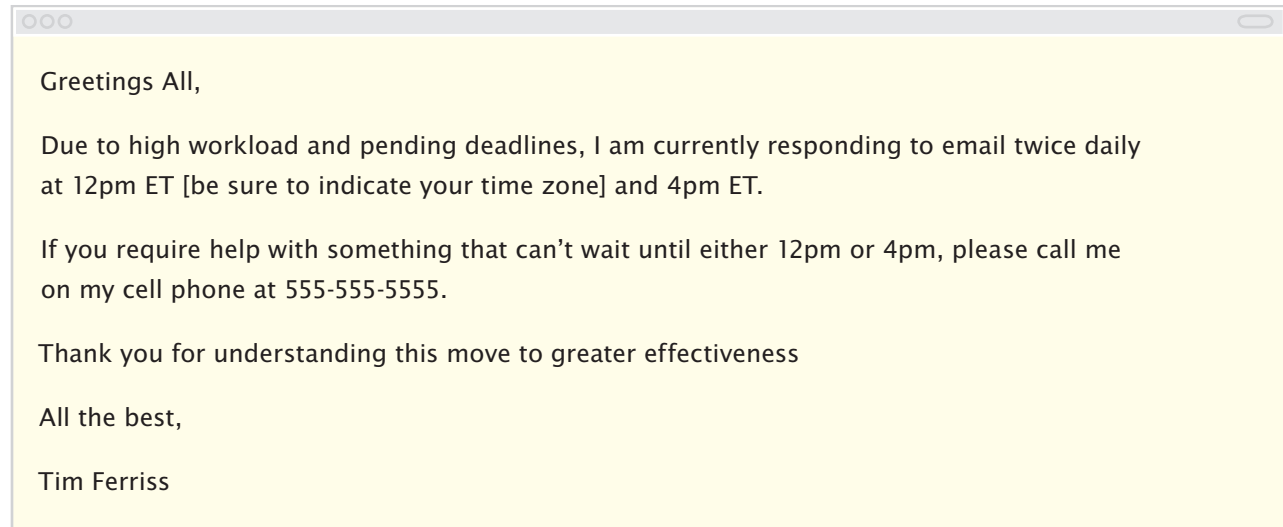 Greetings All,
Due to high workload and pending deadlines, I am currently responding to email twice daily
at 12pm ET [be sure to indicate your time zone] and 4pm ET.
If you require help with something that can’t wait until either 12pm or 4pm, please call me
on my cell phone at 555-555-5555.
Thank you for understanding this move to greater effectiveness
All the best,
Tim Ferriss